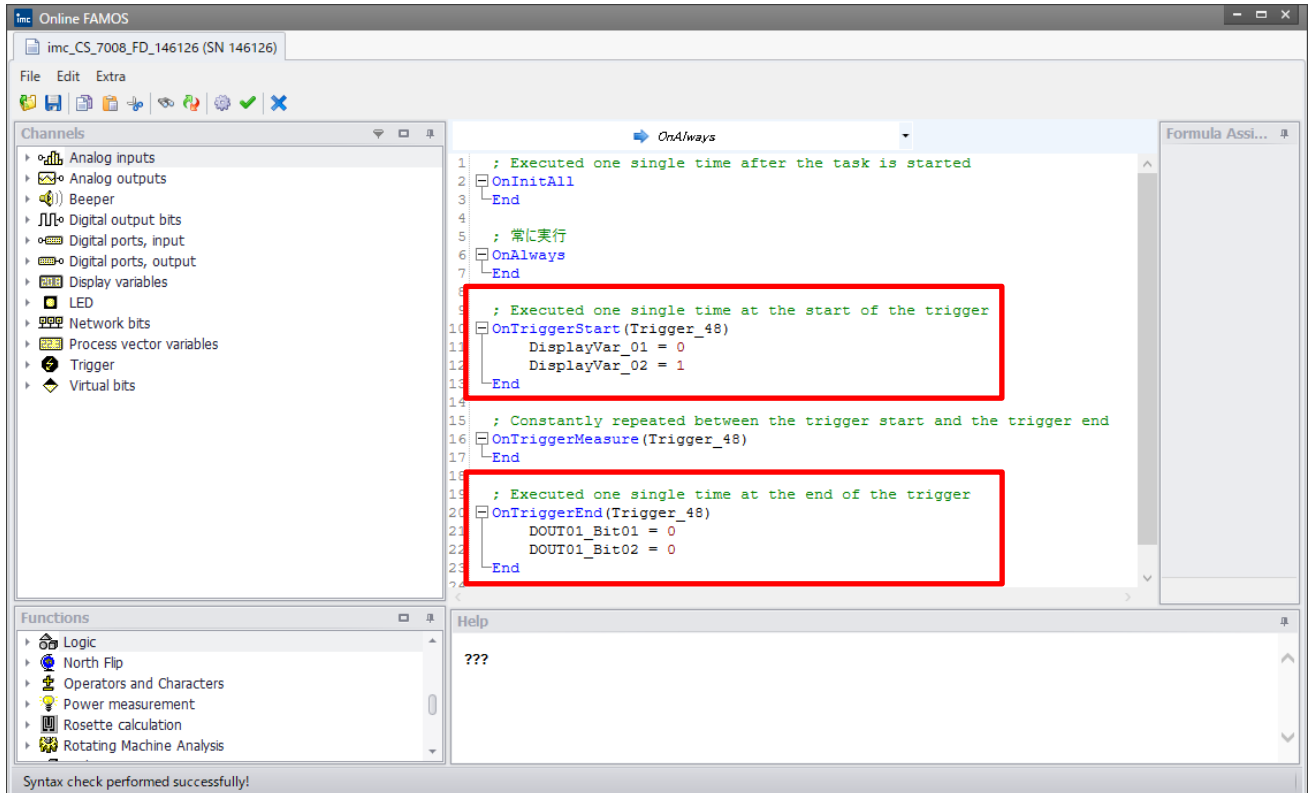 imc Online FAMOS
imc_CS_7008_FD_146126 (SN 146126)
File Edit Extra
Channels
Analog inputs
Analog outputs
Beeper
Digital output bits
Digital ports, input
Digital ports, output
Display variables
LED
Network bits
Process vector variables
Trigger
Virtual bits
OnAlways
1 ; Executed one single time after the task is started
2 OnInitAll
3 End
4
5 ; 常に実行
6 OnAlways
7 End
8
9 ; Executed one single time at the start of the trigger
10 OnTriggerStart(Trigger_48)
11 DisplayVar_01 = 0
12 DisplayVar_02 = 1
13 End
14
15 ; Constantly repeated between the trigger start and the trigger end
16 OnTriggerMeasure(Trigger_48)
17 End
18
19 ; Executed one single time at the end of the trigger
20 OnTriggerEnd(Trigger_48)
21 DOUT01_Bit01 = 0
22 DOUT01_Bit02 = 0
23 End
24
Formula Assi...
Functions
Logic
North Flip
Operators and Characters
Power measurement
Rosette calculation
Rotating Machine Analysis
Help
???
Syntax check performed successfully!